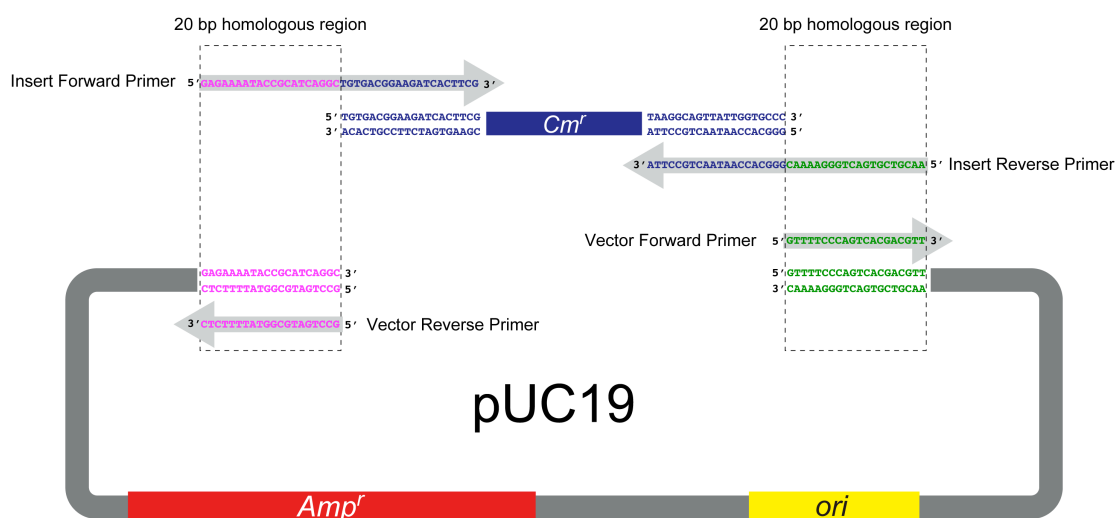 20 bp homologous region
20 bp homologous region
Insert Forward Primer 5’GAGAAAATACCGCATCAGGCTGTGACGGAAGATCACTTCG 3’
5’TGTGACGGAAGATCACTTCG
3’ACACTGCCTTCTAGTGAAGC
Cmr
TAAGGCAGTTATTGGTGCCC 3’
ATTCCGTCAATAACCACGGG 5’
3’ATTCCGTCAATAACCACGGGCAAAAGGGTCAGTGCTGCAA 5’ Insert Reverse Primer
Vector Forward Primer 5’GTTTTCCCAGTCACGACGTT 3’
GAGAAAATACCGCATCAGGC 3’
CTCTTTTATGGCGTAGTCCG 5’
5’GTTTTCCCAGTCACGACGTT
3’CAAAAGGGTCAGTGCTGCAA
3’CTCTTTTATGGCGTAGTCCG 5’ Vector Reverse Primer
pUC19
Ampr
ori